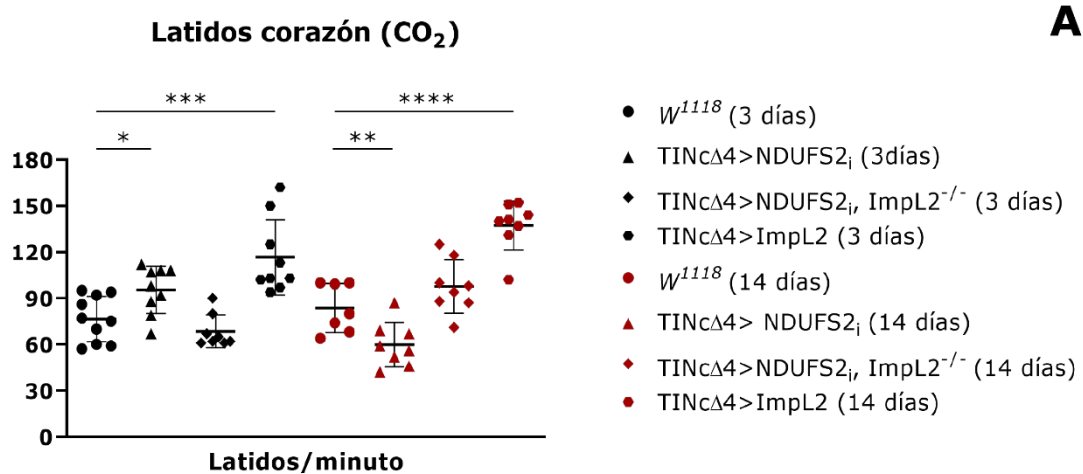 A
Latidos corazón (CO₂)
*** ****
* **
180
150
120
90
60
30
0
Latidos/minuto
W¹¹¹⁸ (3 días)
TINcΔ4>NDUFS2ᵢ (3días)
TINcΔ4>NDUFS2ᵢ, ImpL2⁻/⁻ (3 días)
TINcΔ4>ImpL2 (3 días)
W¹¹¹⁸ (14 días)
TINcΔ4> NDUFS2ᵢ (14 días)
TINcΔ4>NDUFS2ᵢ, ImpL2⁻/⁻ (14 días)
TINcΔ4>ImpL2 (14 días)